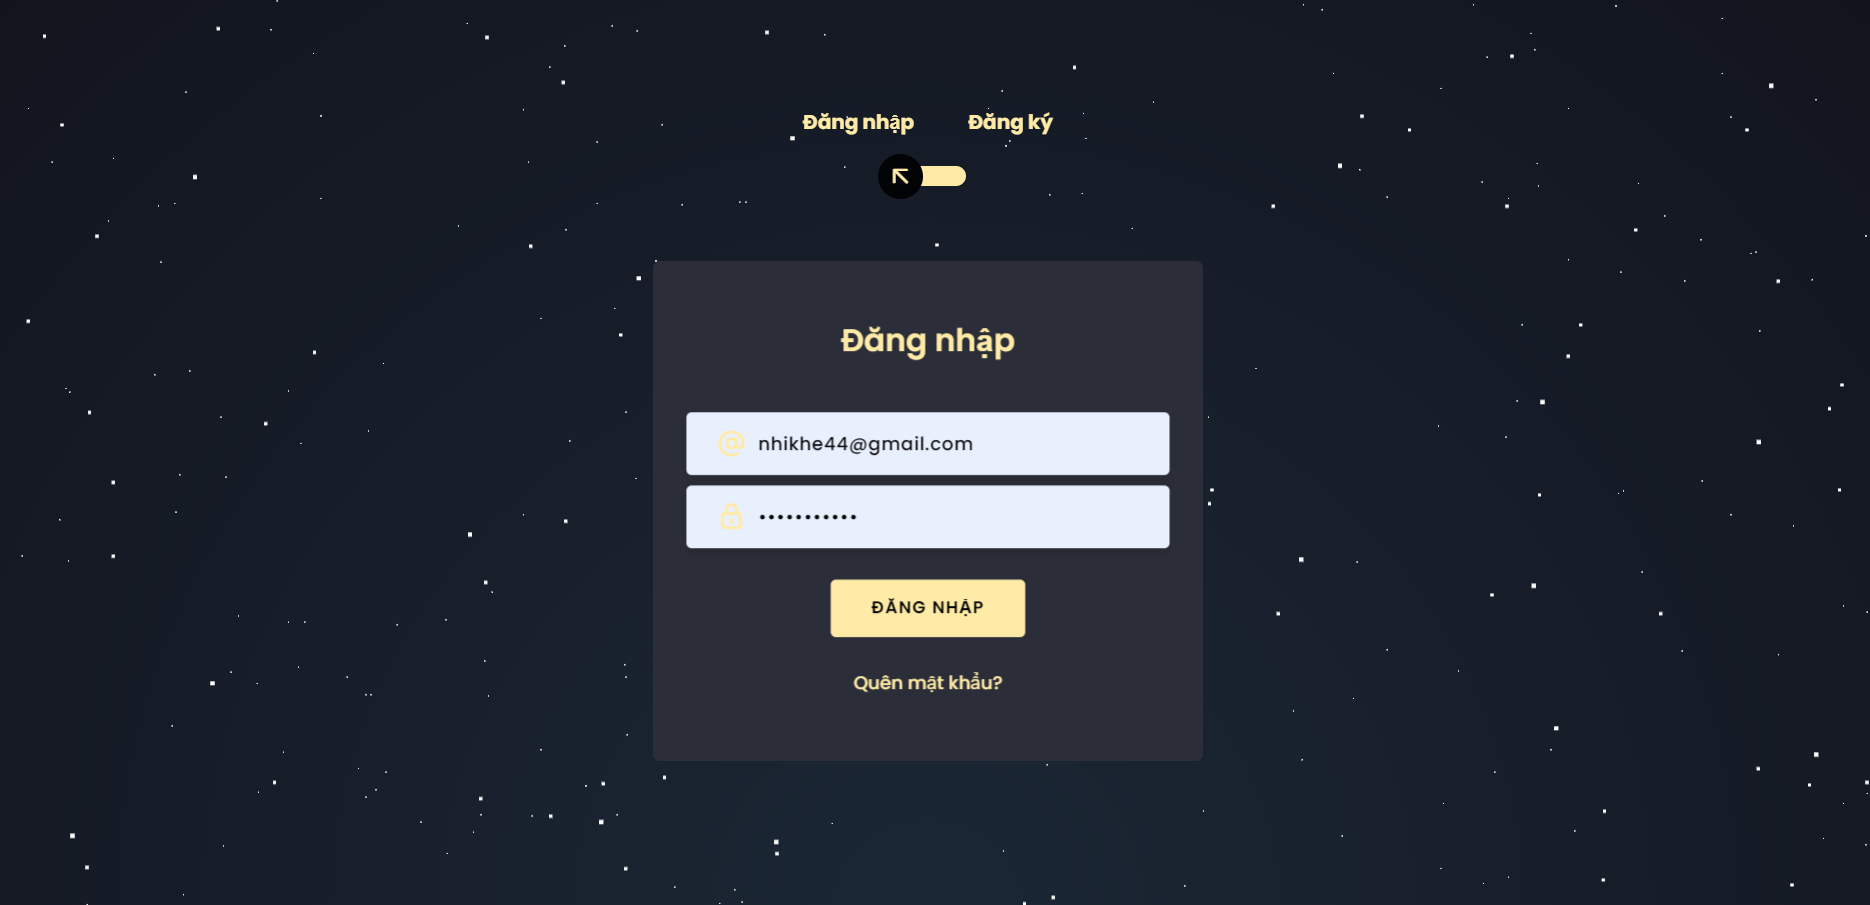 Đăng nhập Đăng ký
Đăng nhập
nhikhe44@gmail.com
•••••••••••
ĐĂNG NHẬP
Quên mật khẩu?